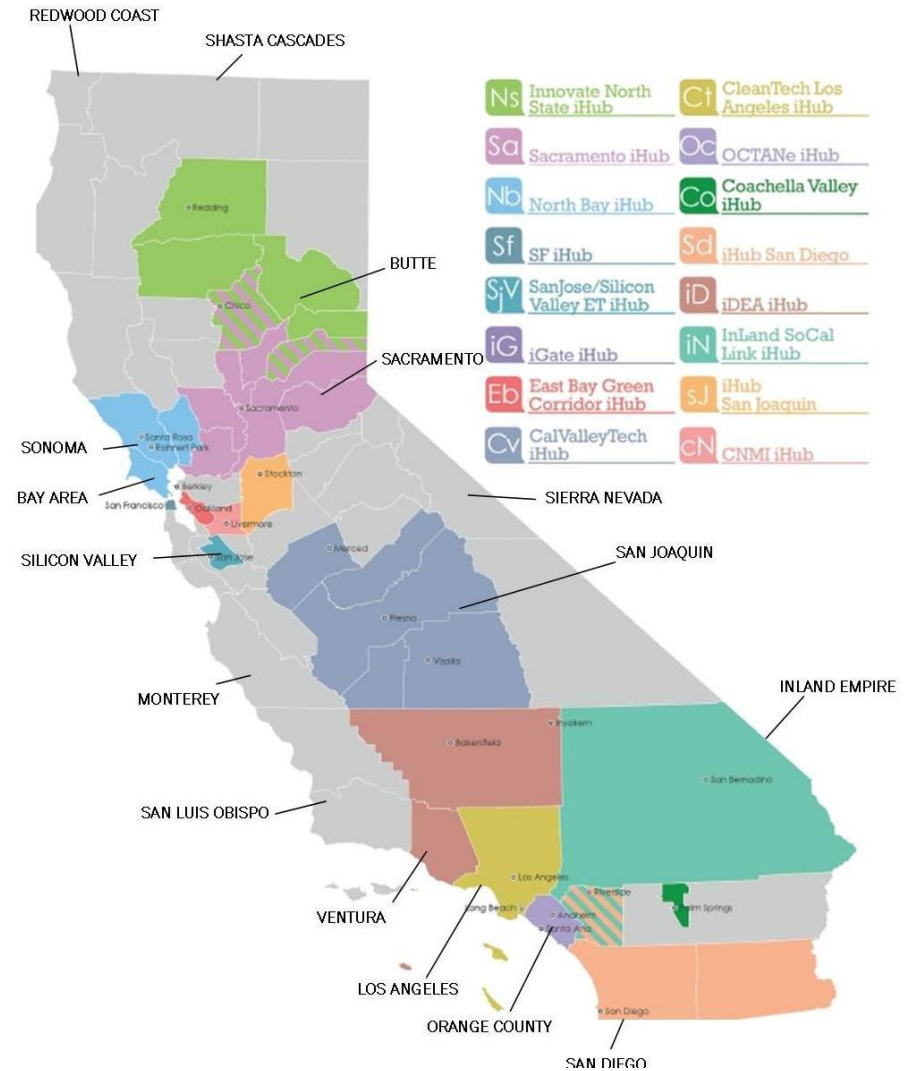 REDWOOD COAST
SHASTA CASCADES
Ns Innovate North
State iHub
Ct CleanTech Los
Angeles iHub
Sa Sacramento iHub
Oc OCTANe iHub
Nb North Bay iHub
Co Coachella Valley
iHub
Sf SF iHub
Sd iHub San Diego
SjV SanJose/Silicon
Valley ET iHub
iD iDEA iHub
iG iGate iHub
iN InLand SoCal
Link iHub
Eb East Bay Green
Corridor iHub
sJ iHub
San Joaquin
Cv CalValleyTech
iHub
cN CNMI iHub
Redding
BUTTE
Chico
SACRAMENTO
Sacramento
SONOMA
Santa Rosa
Rohnert Park
Stockton
BAY AREA
Berkley
SIERRA NEVADA
San Francisco
Oakland
Livermore
SILICON VALLEY
San Jose
Merced
SAN JOAQUIN
Fresno
Visalia
MONTEREY
INLAND EMPIRE
Inyokern
Bakersfield
San Bernadino
SAN LUIS OBISPO
Los Angeles
Riverside
VENTURA
Long Beach
Anaheim
Palm Springs
Santa Ana
LOS ANGELES
ORANGE COUNTY
San Diego
SAN DIEGO